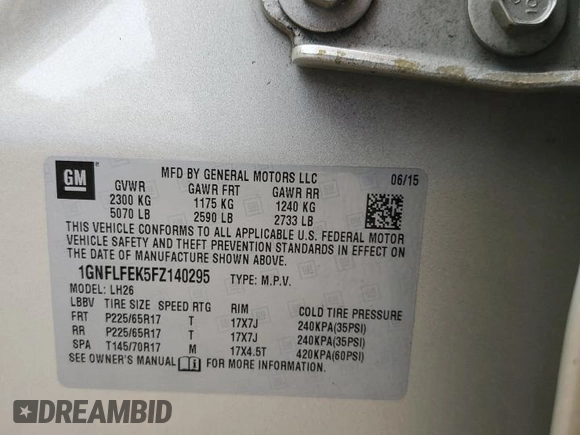 GM
MFD BY GENERAL MOTORS LLC 06/15
GVWR GAWR FRT GAWR RR
2300 KG 1175 KG 1240 KG
5070 LB 2590 LB 2733 LB
THIS VEHICLE CONFORMS TO ALL APPLICABLE U.S. FEDERAL MOTOR
VEHICLE SAFETY AND THEFT PREVENTION STANDARDS IN EFFECT ON
THE DATE OF MANUFACTURE SHOWN ABOVE.
1GNFLFEK5FZ140295 TYPE: M.P.V.
MODEL: LH26
LBBV TIRE SIZE SPEED RTG RIM COLD TIRE PRESSURE
FRT P225/65R17 T 17X7J 240KPA(35PSI)
RR P225/65R17 T 17X7J 240KPA(35PSI)
SPA T145/70R17 M 17X4.5T 420KPA(60PSI)
SEE OWNER'S MANUAL FOR MORE INFORMATION.
DREAMBID